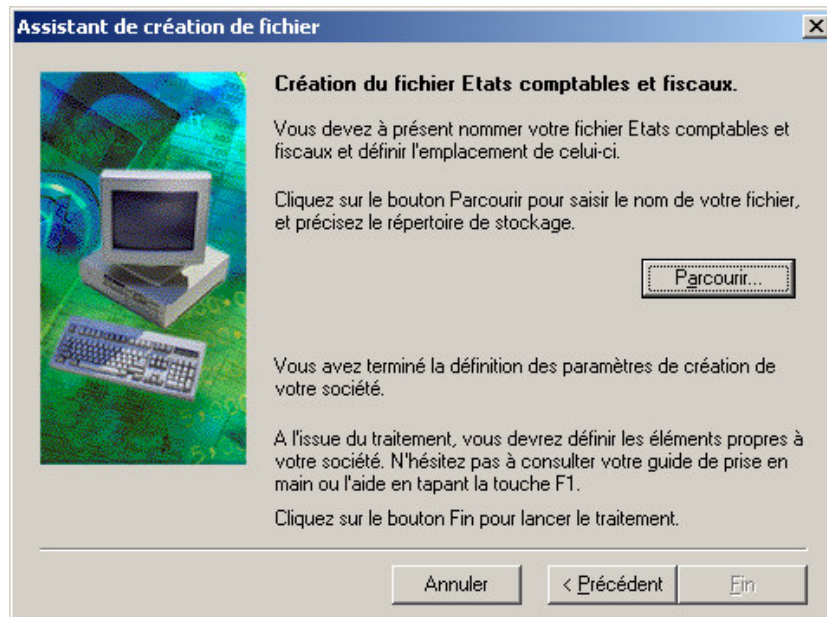 Assistant de création de fichier
Création du fichier Etats comptables et fiscaux.
Vous devez à présent nommer votre fichier Etats comptables et
fiscaux et définir l'emplacement de celui-ci.
Cliquez sur le bouton Parcourir pour saisir le nom de votre fichier,
et précisez le répertoire de stockage.
Parcourir...
Vous avez terminé la définition des paramètres de création de
votre société.
A l'issue du traitement, vous devrez définir les éléments propres à
votre société. N'hésitez pas à consulter votre guide de prise en
main ou l'aide en tapant la touche F1.
Cliquez sur le bouton Fin pour lancer le traitement.
Annuler
< Précédent
Fin